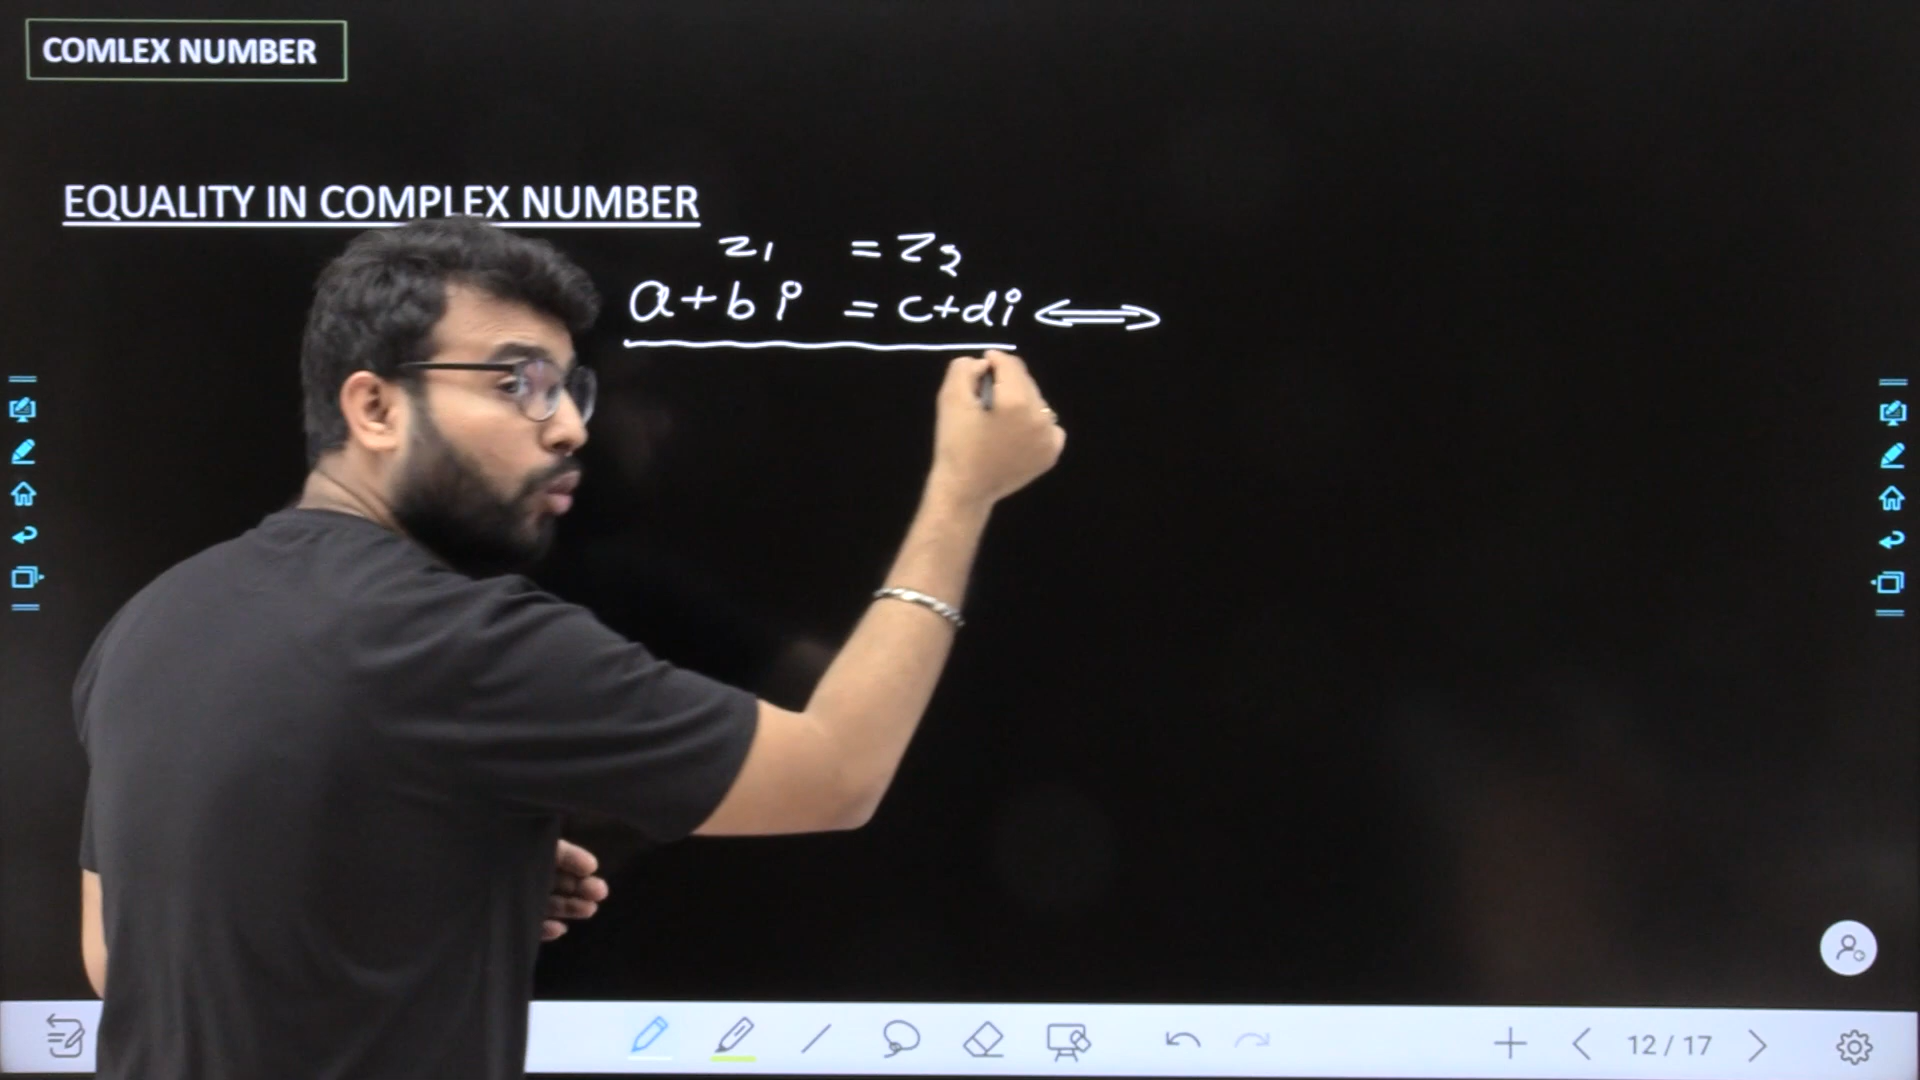 COMLEX NUMBER
EQUALITY IN COMPLEX NUMBER
z₁ = z₂
a+bi = c+di ⟺
12/17